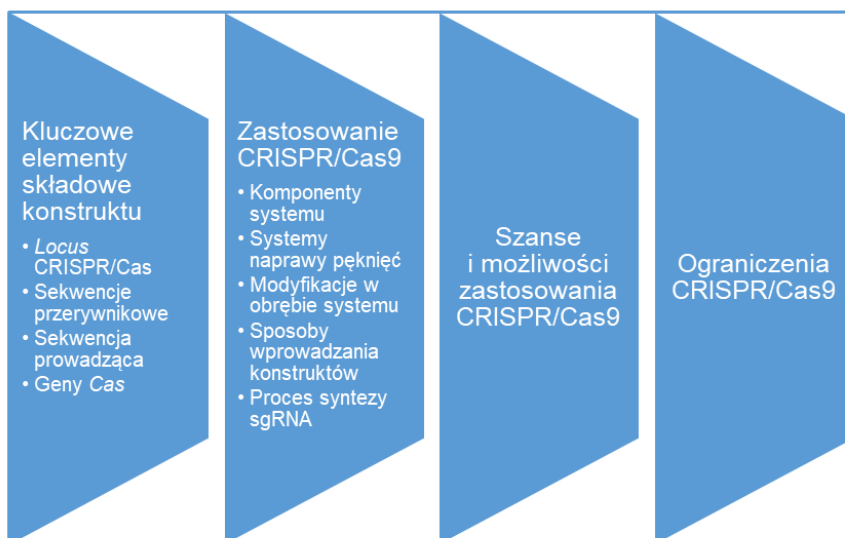 Kluczowe
elementy
składowe
konstruktu
• Locus
CRISPR/Cas
• Sekwencje
przerywnikowe
• Sekwencja
prowadząca
• Geny Cas
Zastosowanie
CRISPR/Cas9
• Komponenty
systemu
• Systemy
naprawy pęknięć
• Modyfikacje w
obrębie systemu
• Sposoby
wprowadzania
konstruktów
• Proces syntezy
sgRNA
Szanse
i możliwości
zastosowania
CRISPR/Cas9
Ograniczenia
CRISPR/Cas9